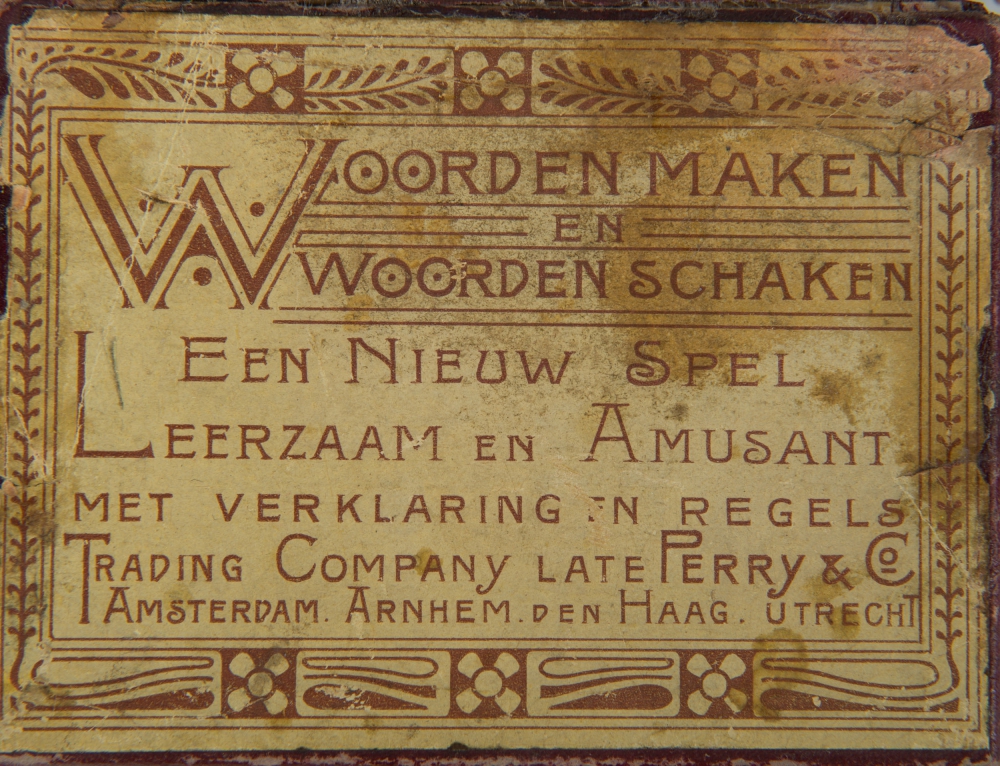 WOORDEN MAKEN
EN
WOORDEN SCHAKEN
EEN NIEUW SPEL
LEERZAAM EN AMUSANT
MET VERKLARING EN REGELS
TRADING COMPANY LATE PERRY & Co
AMSTERDAM. ARNHEM. DEN HAAG. UTRECHT